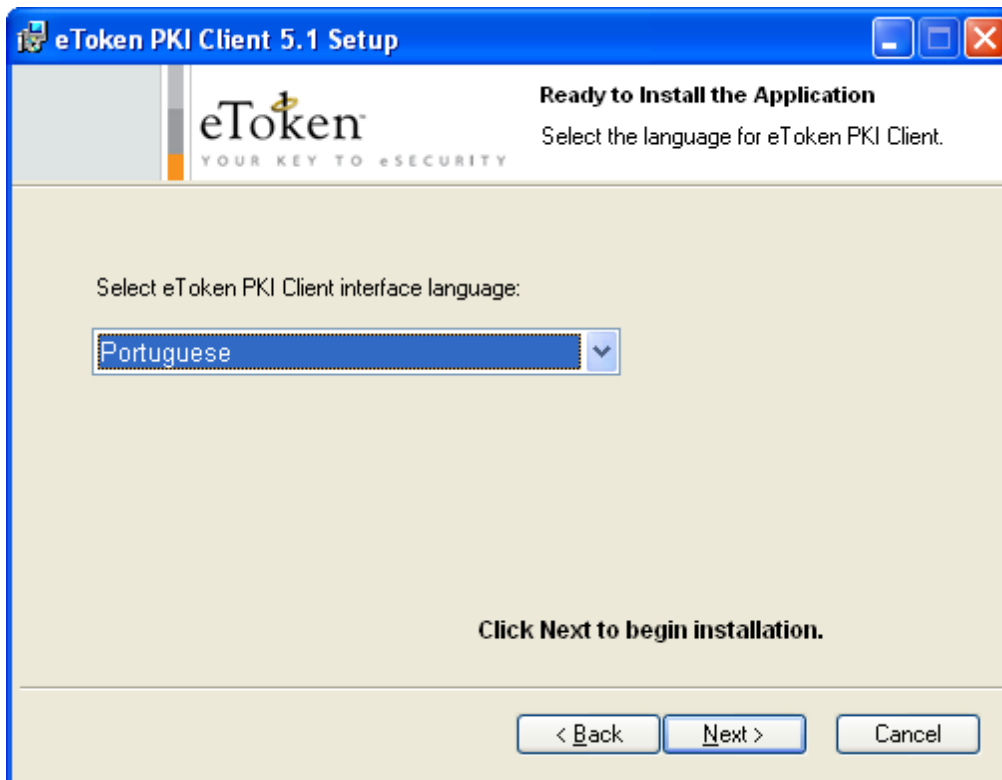 eToken PKI Client 5.1 Setup
eToken
YOUR KEY TO eSECURITY
Ready to Install the Application
Select the language for eToken PKI Client.
Select eToken PKI Client interface language:
Portuguese
Click Next to begin installation.
< Back Next > Cancel